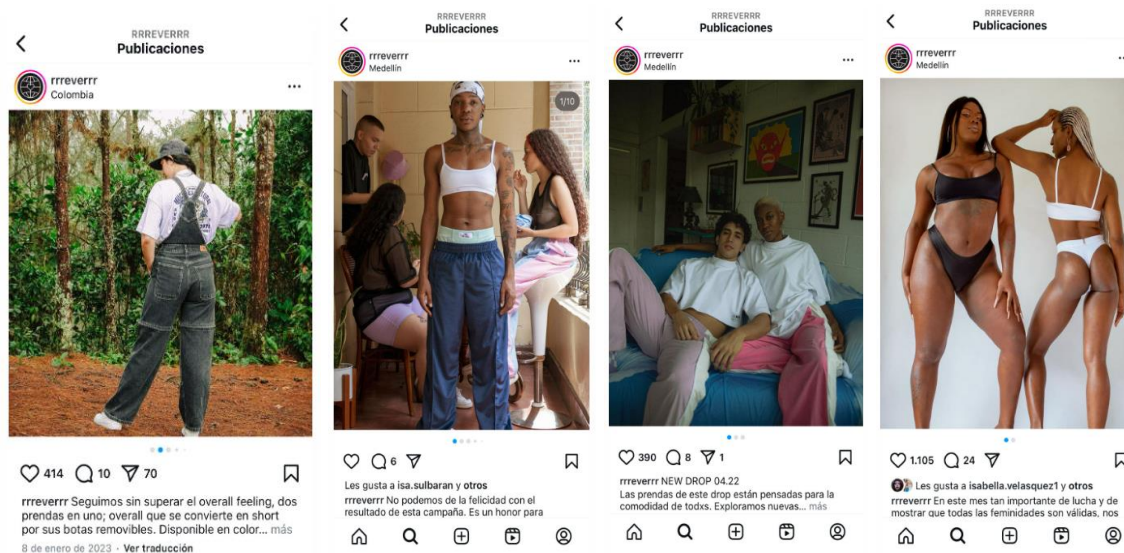 RRREVERRR
Publicaciones
rrreverrr
Colombia
414 10 70
rrreverrr Seguimos sin superar el overall feeling, dos
prendas en uno; overall que se convierte en short
por sus botas removibles. Disponible en color... más
8 de enero de 2023 · Ver traducción
RRREVERRR
Publicaciones
rrreverrr
Medellín
1/10
6
Les gusta a isa.sulbaran y otros
rrreverrr No podemos de la felicidad con el
resultado de esta campaña. Es un honor para
RRREVERRR
Publicaciones
rrreverrr
Medellín
390 8 1
rrreverrr NEW DROP 04.22
Las prendas de este drop están pensadas para la
comodidad de todxs. Exploramos nuevas... más
RRREVERRR
Publicaciones
rrreverrr
Medellín
1.105 24
Les gusta a isabella.velasquez1 y otros
rrreverrr En este mes tan importante de lucha y de
mostrar que todas las feminidades son válidas, nos